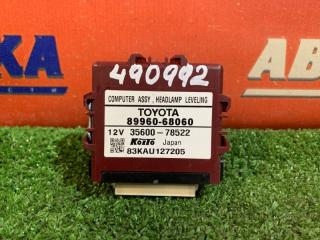 490992
COMPUTER ASSY, HEADLAMP LEVELING
TOYOTA
89960-68060
12V 35600-78522
KOITO Japan
83KAU127205